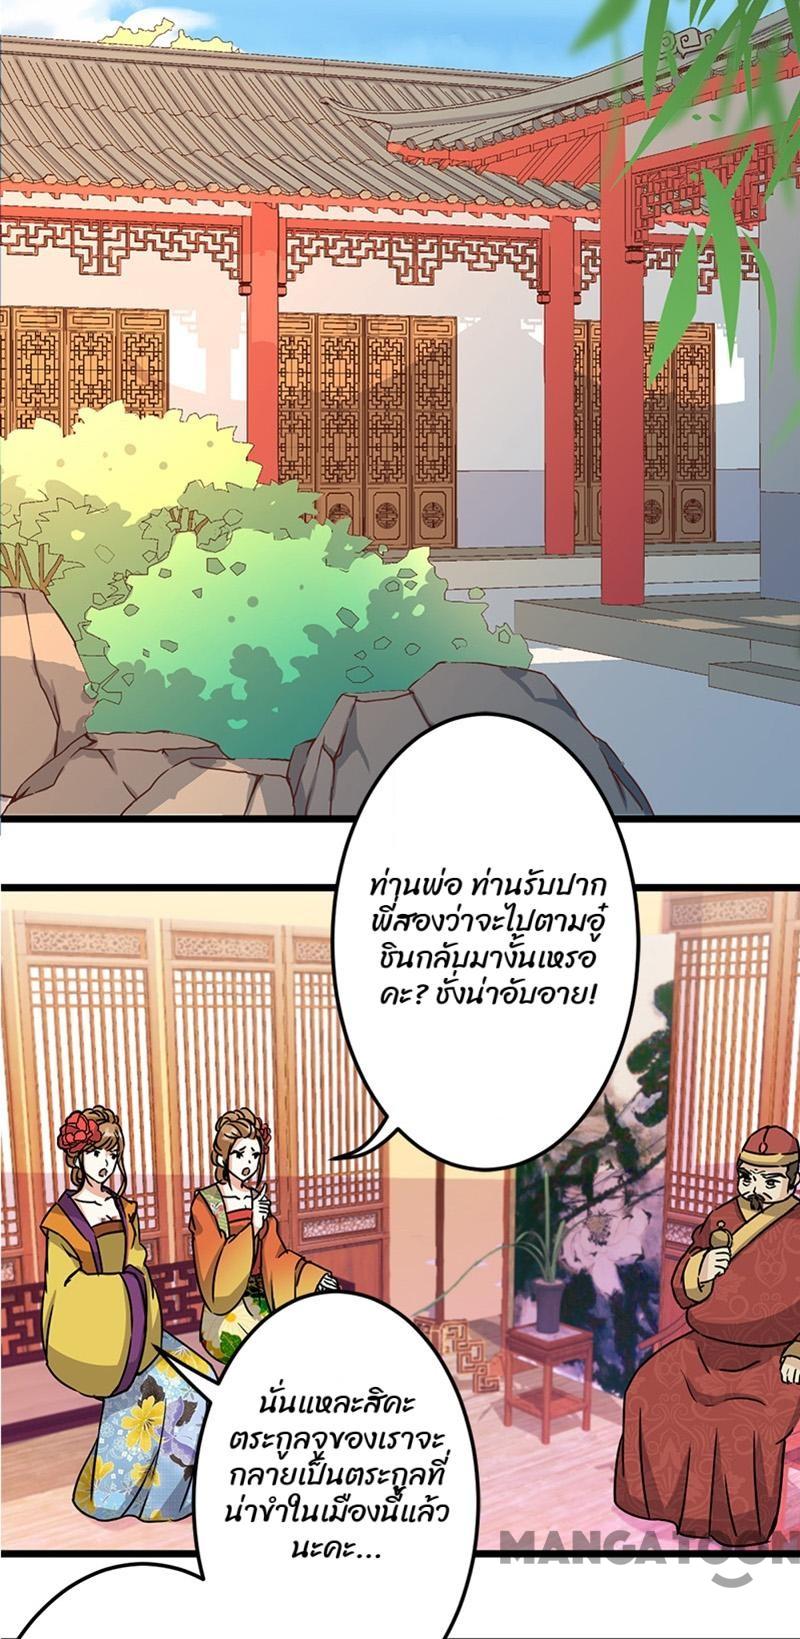 ท่านพ่อ ท่านรับปาก
พี่สองว่าจะไปตามอู๋
ชินกลับมางั้นเหรอ
คะ? ชั่งน่าอับอาย!
นั่นแหละสิคะ
ตระกูลจูของเราจะ
กลายเป็นตระกูลที่
น่าขำในเมืองนี้แล้ว
นะคะ...
MANGATOON